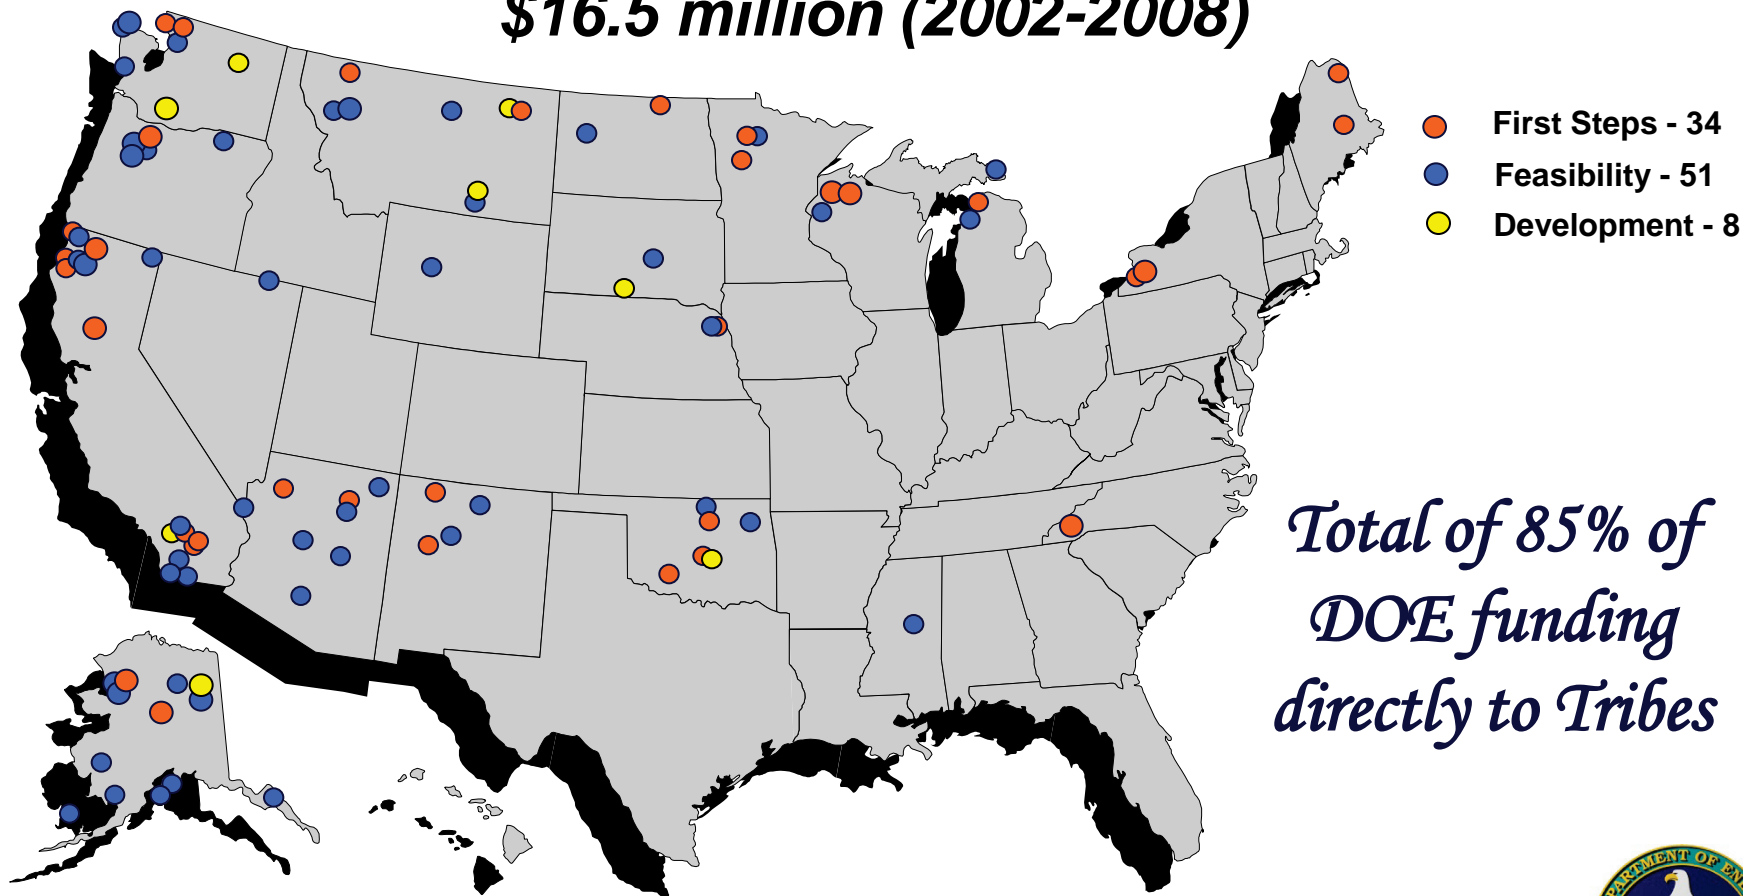 $16.5 million (2002-2008)
First Steps - 34
Feasibility - 51
Development - 8
Total of 85% of
DOE funding
directly to Tribes